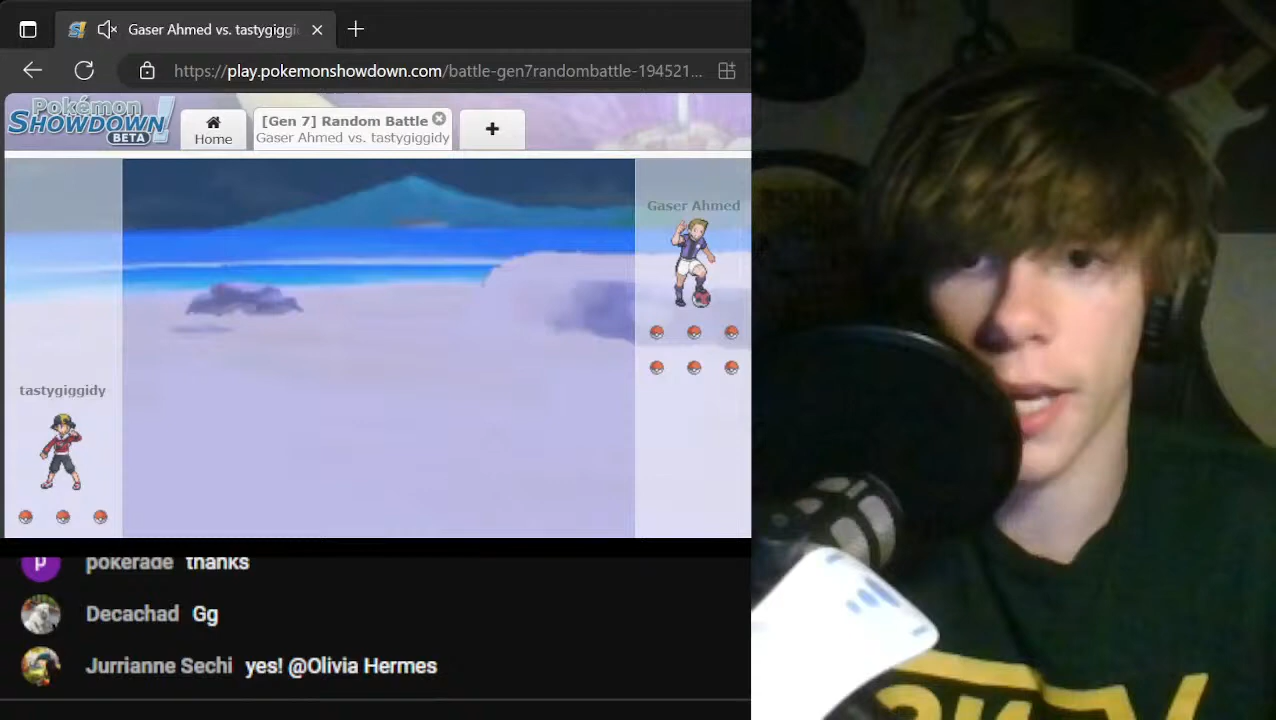 Gaser Ahmed vs. tastygiggi
https://play.pokemonshowdown.com/battle-gen7randombattle-194521...
Pokémon
SHOWDOWN!
BETA
Home
[Gen 7] Random Battle
Gaser Ahmed vs. tastygiggidy
Gaser Ahmed
tastygiggidy
pokerade thanks
Decachad Gg
Jurrianne Sechi yes! @Olivia Hermes